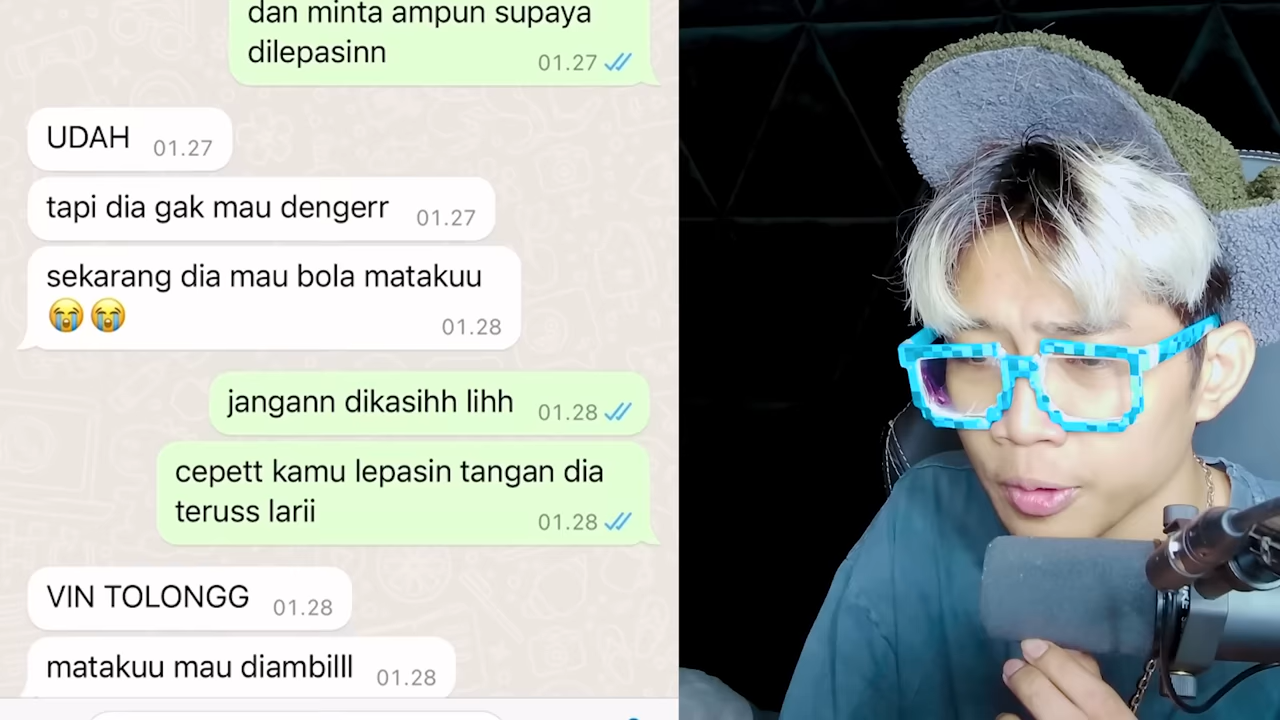 dan minta ampun supaya
dilepasinn 01.27
UDAH 01.27
tapi dia gak mau dengerr 01.27
sekarang dia mau bola matakuu
😭😭 01.28
jangann dikasihh lihh 01.28
cepett kamu lepasin tangan dia
teruss larii 01.28
VIN TOLONGG 01.28
matakuu mau diambilll 01.28